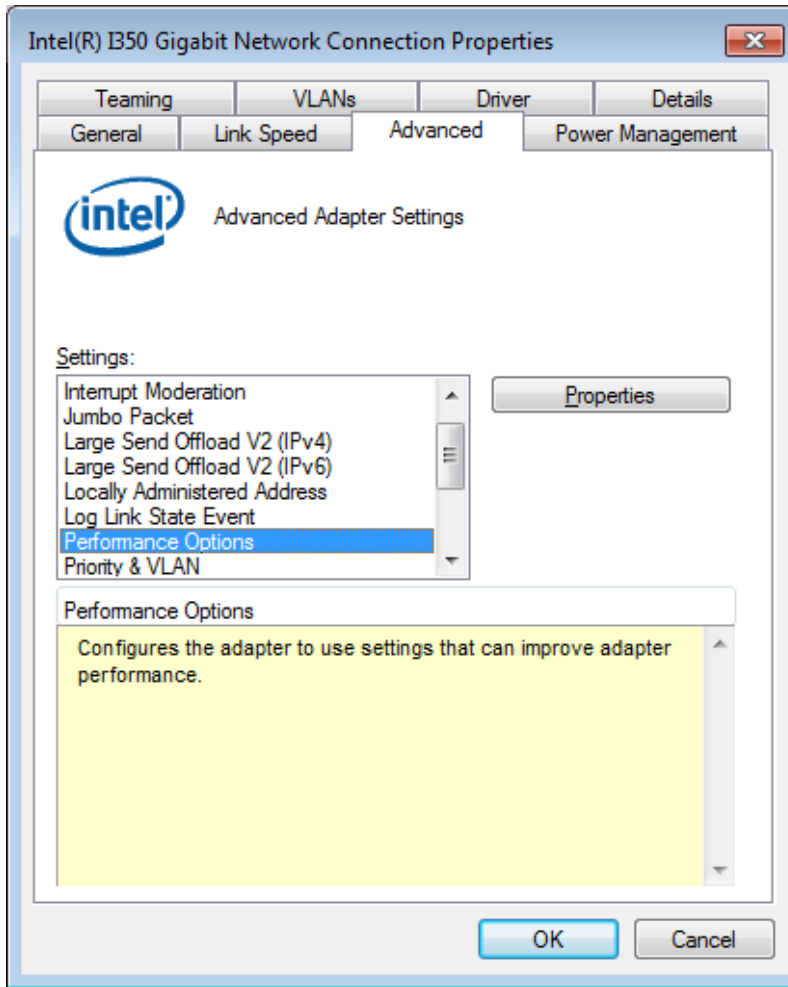 Intel(R) I350 Gigabit Network Connection Properties
Teaming VLANs Driver Details
General Link Speed Advanced Power Management
intel Advanced Adapter Settings
Settings:
Interrupt Moderation
Properties
Jumbo Packet
Large Send Offload V2 (IPv4)
Large Send Offload V2 (IPv6)
Locally Administered Address
Log Link State Event
Performance Options
Priority & VLAN
Performance Options
Configures the adapter to use settings that can improve adapter
performance.
OK Cancel